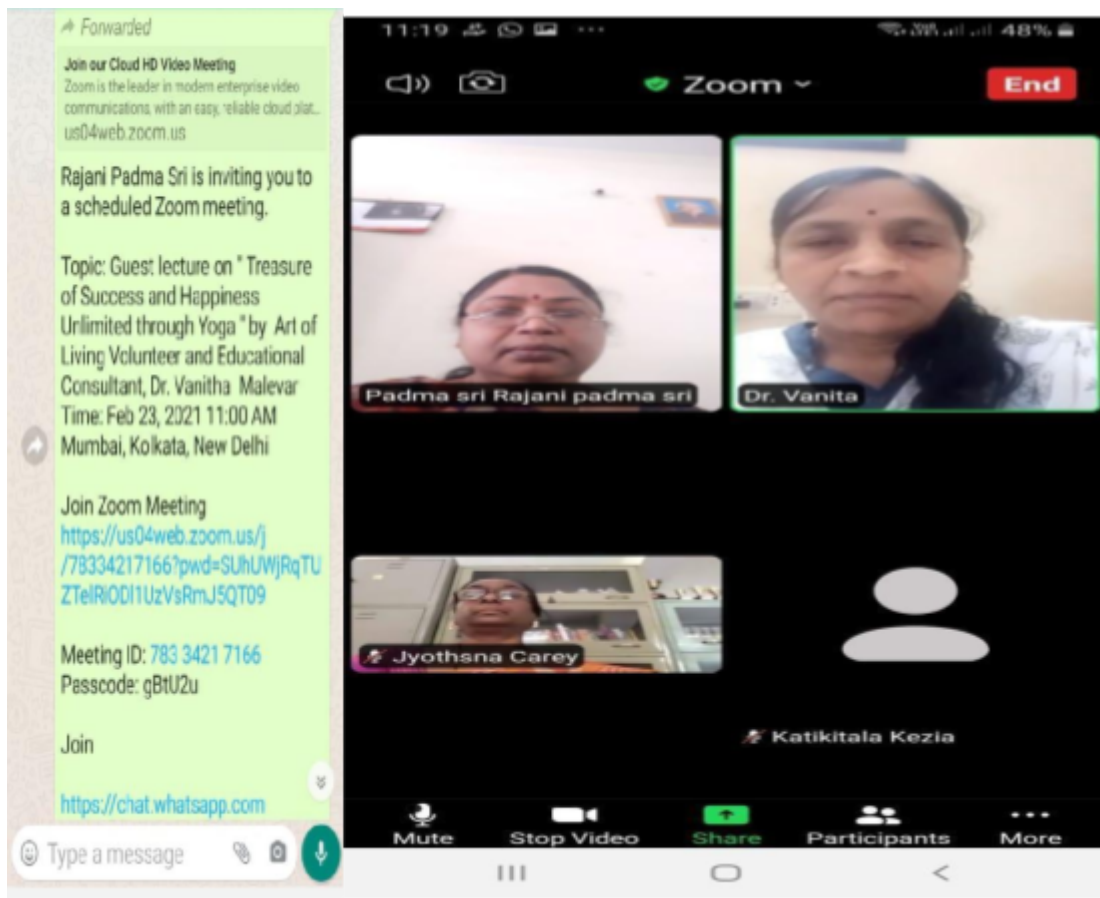 Forwarded
Join our Cloud HD Video Meeting
Zoom is the leader in modern enterprise video
communications, with an easy, reliable cloud plat...
us04web.zoom.us
Rajani Padma Sri is inviting you to
a scheduled Zoom meeting.
Topic: Guest lecture on " Treasure
of Success and Happiness
Unlimited through Yoga " by Art of
Living Volunteer and Educational
Consultant, Dr. Vanitha Malevar
Time: Feb 23, 2021 11:00 AM
Mumbai, Kolkata, New Delhi
Join Zoom Meeting
https://us04web.zoom.us/j
/78334217166?pwd=SUhUWjRqTU
ZTelRiODl1UzVsRmJ5QT09
Meeting ID: 783 3421 7166
Passcode: gBtU2u
Join
https://chat.whatsapp.com
Type a message
11:19
48%
Zoom
End
Padma sri Rajani padma sri
Dr. Vanita
Jyothsna Carey
Katikitala Kezia
Mute
Stop Video
Share
Participants
More